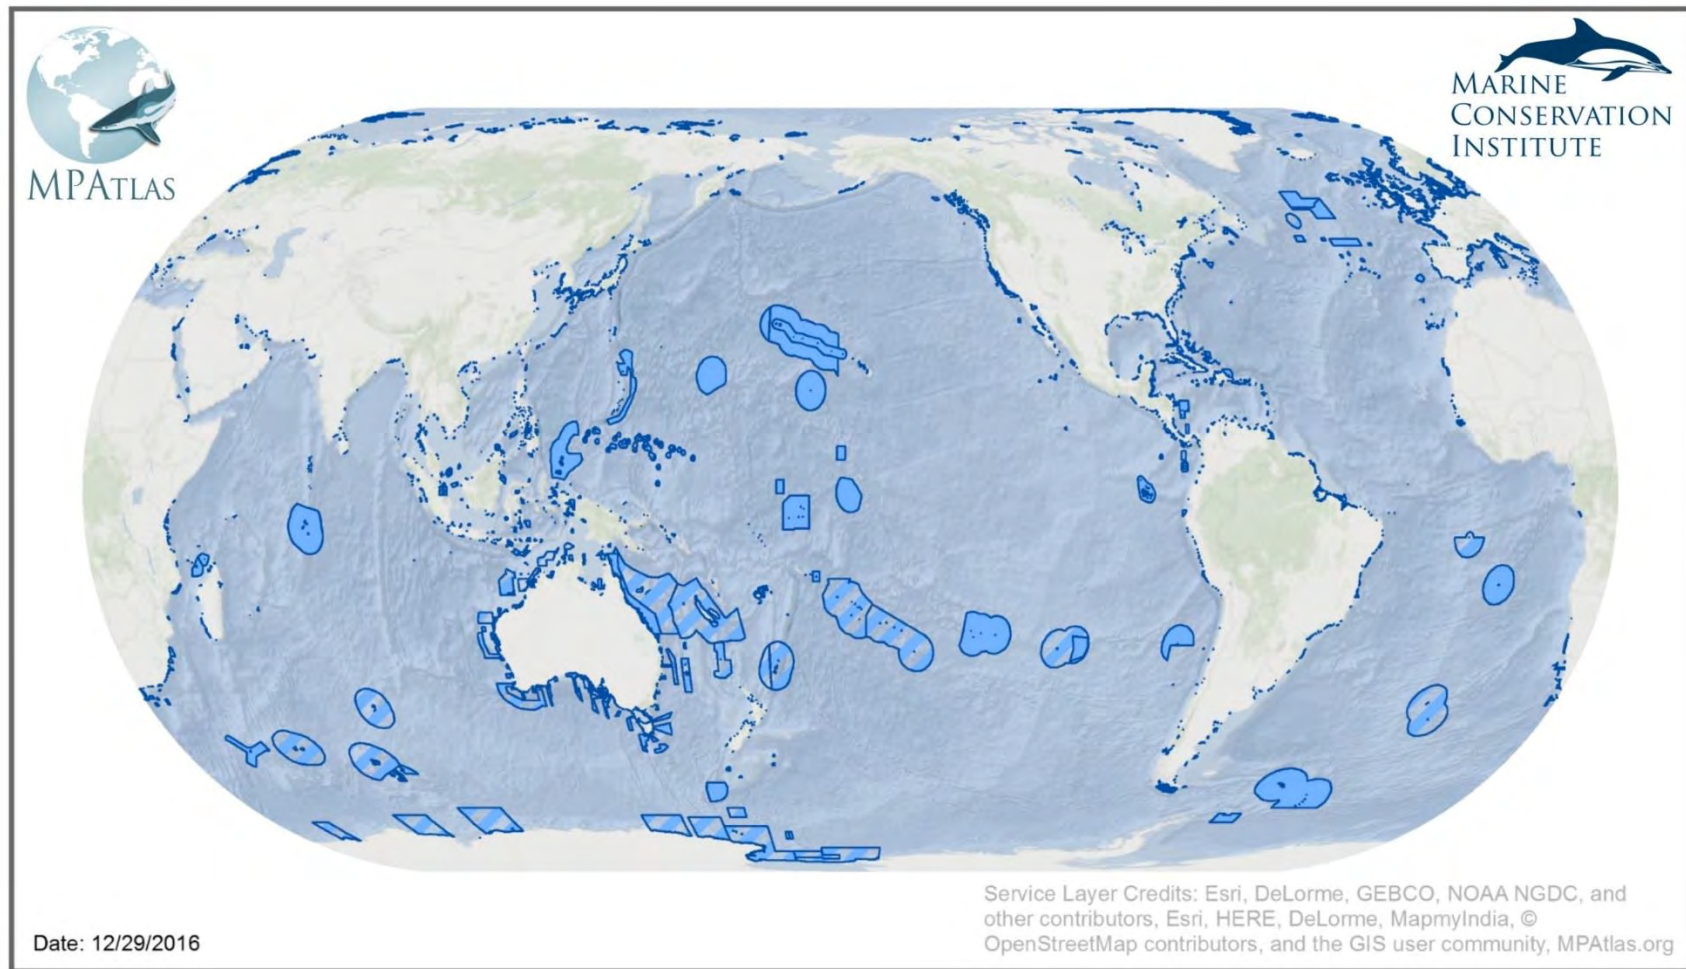 MPATLAS
MARINE
CONSERVATION
INSTITUTE
Service Layer Credits: Esri, DeLorme, GEBCO, NOAA NGDC, and
other contributors, Esri, HERE, DeLorme, MapmyIndia, ©
OpenStreetMap contributors, and the GIS user community, MPAtlas.org
Date: 12/29/2016